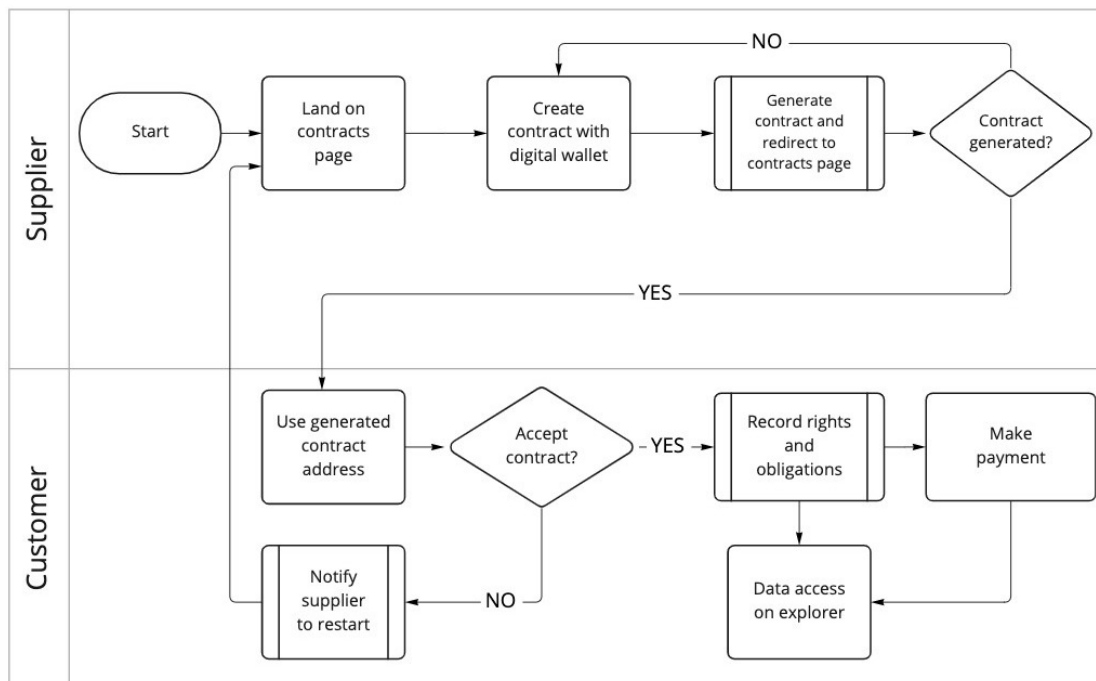 Supplier
NO
Start
Land on
contracts
page
Create
contract with
digital wallet
Generate
contract and
redirect to
contracts page
Contract
generated?
YES
Customer
Use generated
contract
address
Accept
contract?
YES
Record rights
and
obligations
Make
payment
Notify
supplier
to restart
NO
Data access
on explorer